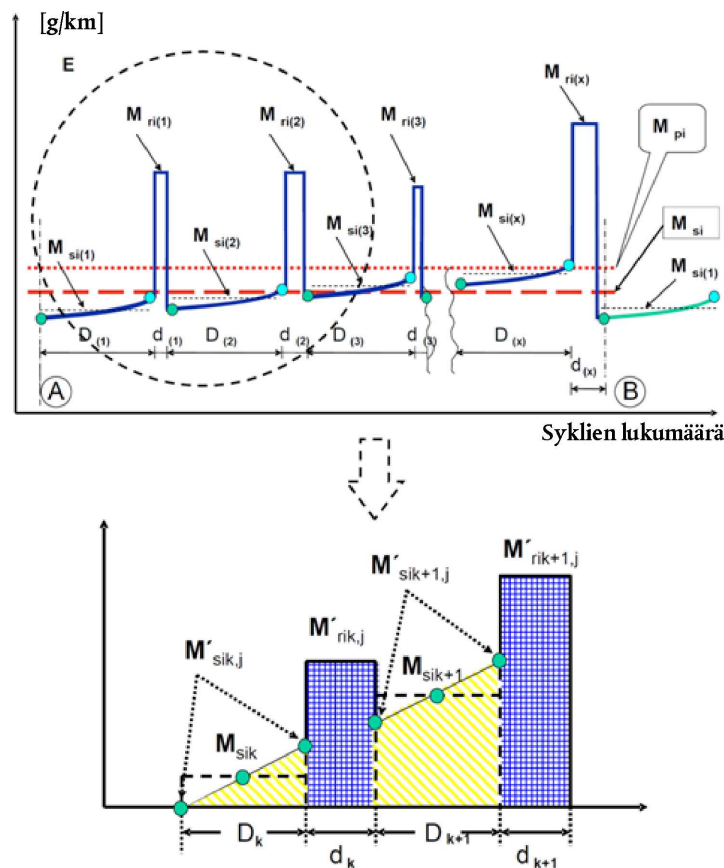 [g/km]
E
M ri(1)
M ri(2)
M ri(3)
M ri(x)
M pi
M si
M si(1)
M si(2)
M si(3)
M si(x)
M si(1)
D (1)
d (1)
D (2)
d (2)
D (3)
d (3)
D (x)
d (x)
A
B
Syklien lukumäärä
M´ sik,j
M sik
M´ rik,j
M´ sik+1,j
M sik+1
M´ rik+1,j
D k
d k
D k+1
d k+1